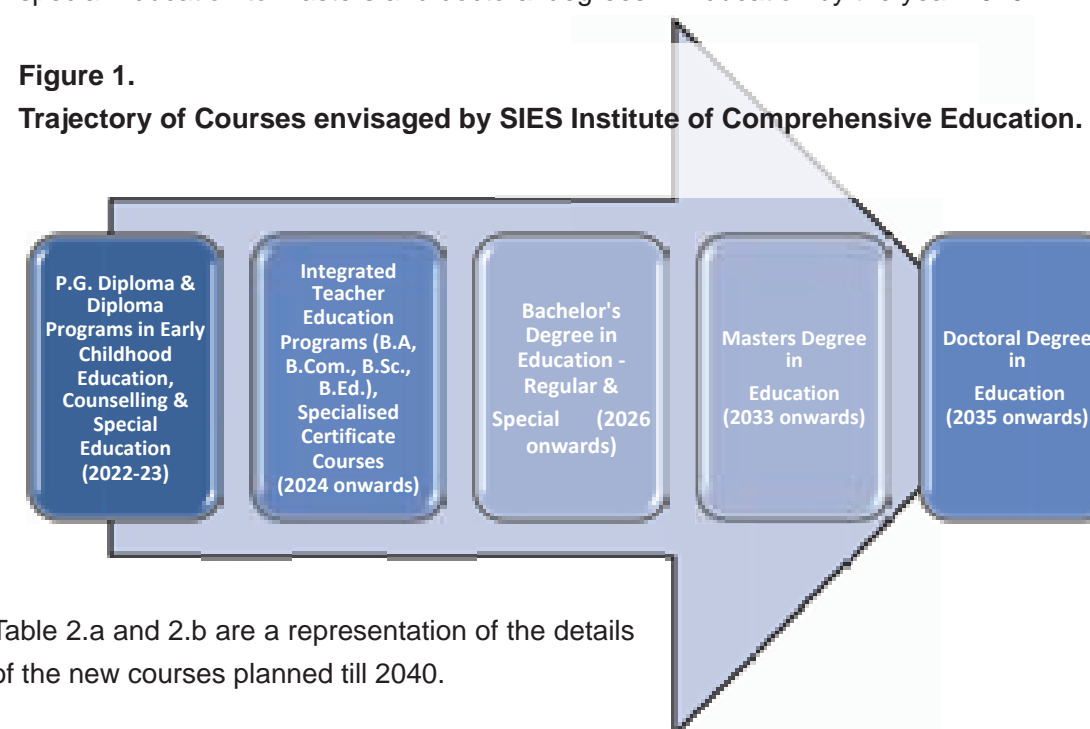 Figure 1.
Trajectory of Courses envisaged by SIES Institute of Comprehensive Education.
P.G. Diploma &
Diploma
Programs in Early
Childhood
Education,
Counselling &
Special
Education
(2022-23)
Integrated
Teacher
Education
Programs (B.A,
B.Com., B.Sc.,
B.Ed.),
Specialised
Certificate
Courses
(2024 onwards)
Bachelor's
Degree in
Education -
Regular &
Special (2026
onwards)
Masters Degree
in
Education
(2033 onwards)
Doctoral Degree
in
Education
(2035 onwards)
Table 2.a and 2.b are a representation of the details
of the new courses planned till 2040.